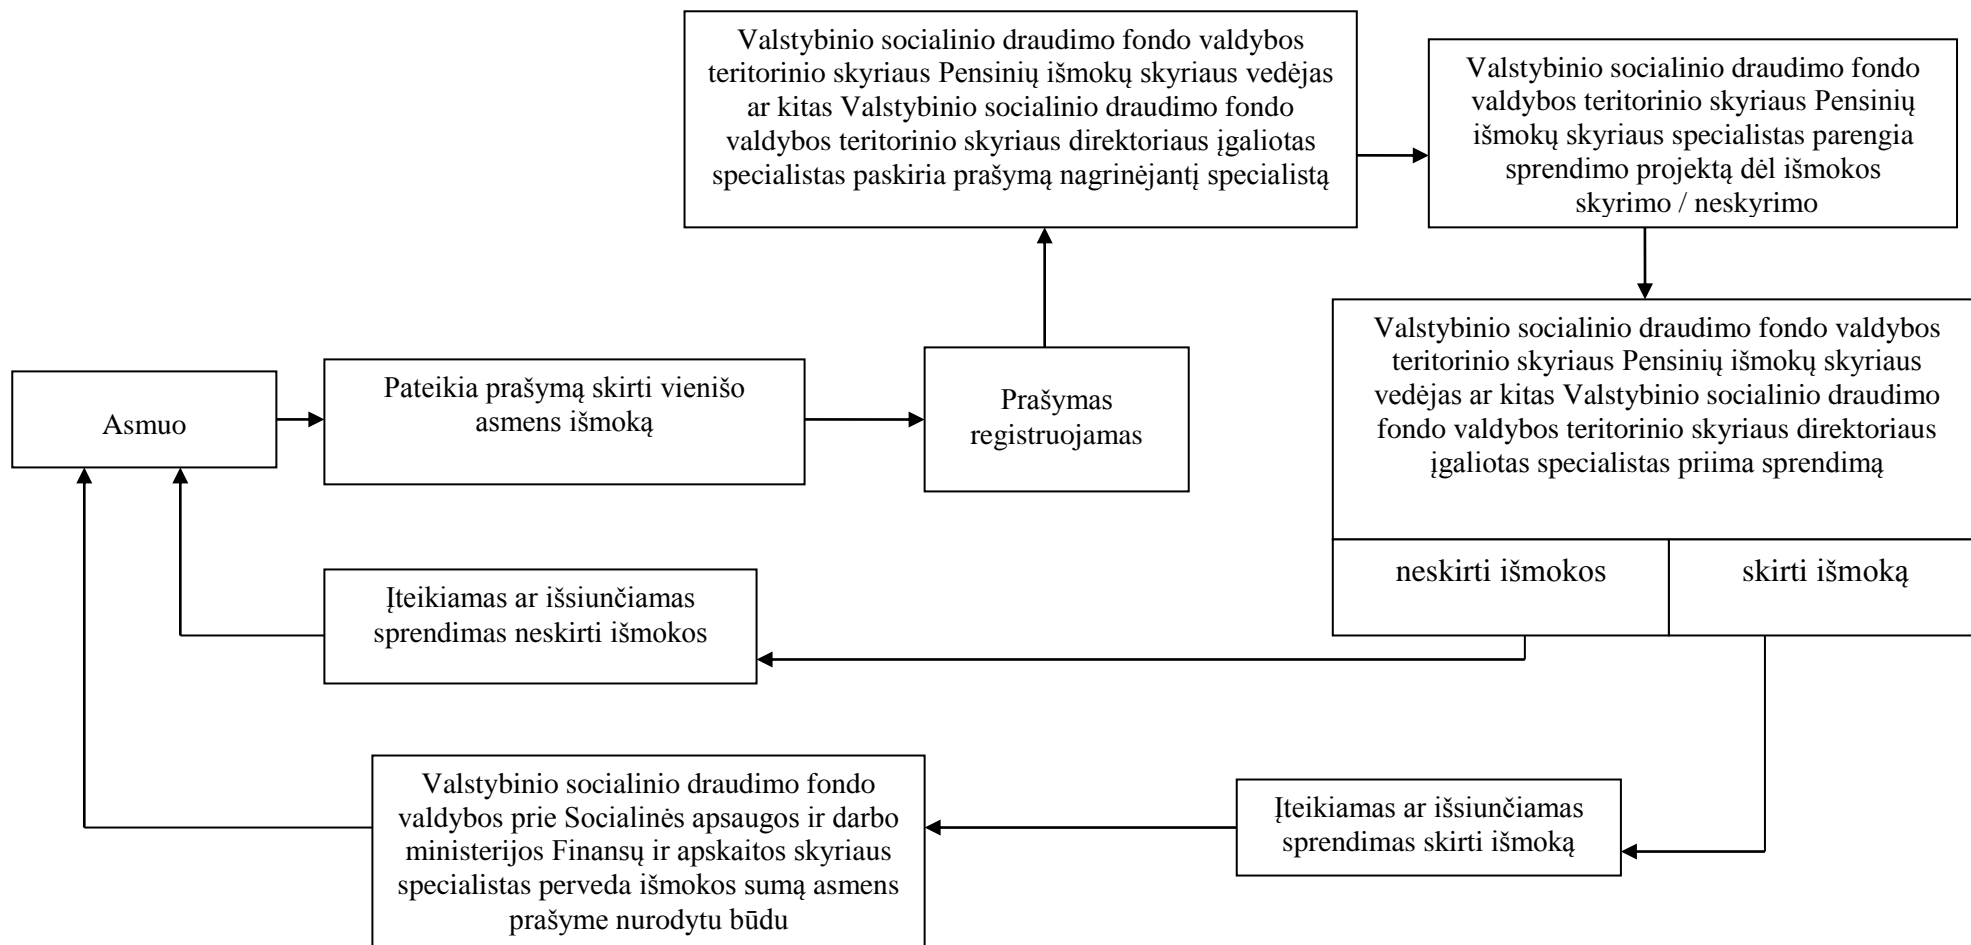 Valstybinio socialinio draudimo fondo valdybos
teritorinio skyriaus Pensinių išmokų skyriaus vedėjas
ar kitas Valstybinio socialinio draudimo fondo
valdybos teritorinio skyriaus direktoriaus įgaliotas
specialistas paskiria prašymą nagrinėjantį specialistą
Valstybinio socialinio draudimo fondo
valdybos teritorinio skyriaus Pensinių
išmokų skyriaus specialistas parengia
sprendimo projektą dėl išmokos
skyrimo / neskyrimo
Valstybinio socialinio draudimo fondo valdybos
teritorinio skyriaus Pensinių išmokų skyriaus
vedėjas ar kitas Valstybinio socialinio draudimo
fondo valdybos teritorinio skyriaus direktoriaus
įgaliotas specialistas priima sprendimą
Asmuo
Pateikia prašymą skirti vienišo
asmens išmoką
Prašymas
registruojamas
neskirti išmokos
skirti išmoką
Įteikiamas ar išsiunčiamas
sprendimas neskirti išmokos
Valstybinio socialinio draudimo fondo
valdybos prie Socialinės apsaugos ir darbo
ministerijos Finansų ir apskaitos skyriaus
specialistas perveda išmokos sumą asmens
prašyme nurodytu būdu
Įteikiamas ar išsiunčiamas
sprendimas skirti išmoką